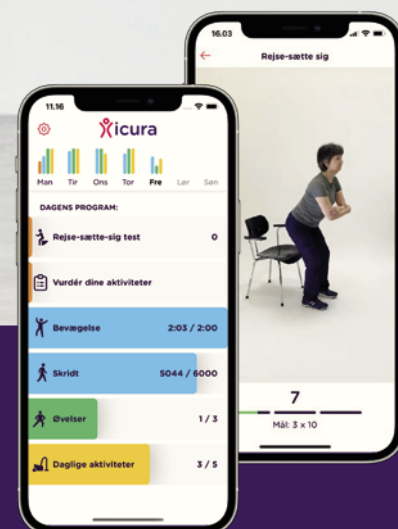 11.16
icura
Man Tir Ons Tor Fre Lør Søn
DAGENS PROGRAM:
Rejse-sætte-sig test 0
Vurdér dine aktiviteter
Bevægelse 2:03 / 2:00
Skridt 5044 / 6000
Øvelser 1 / 3
Daglige aktiviteter 3 / 5
16.03
Rejse-sætte sig
7
Mål: 3 x 10